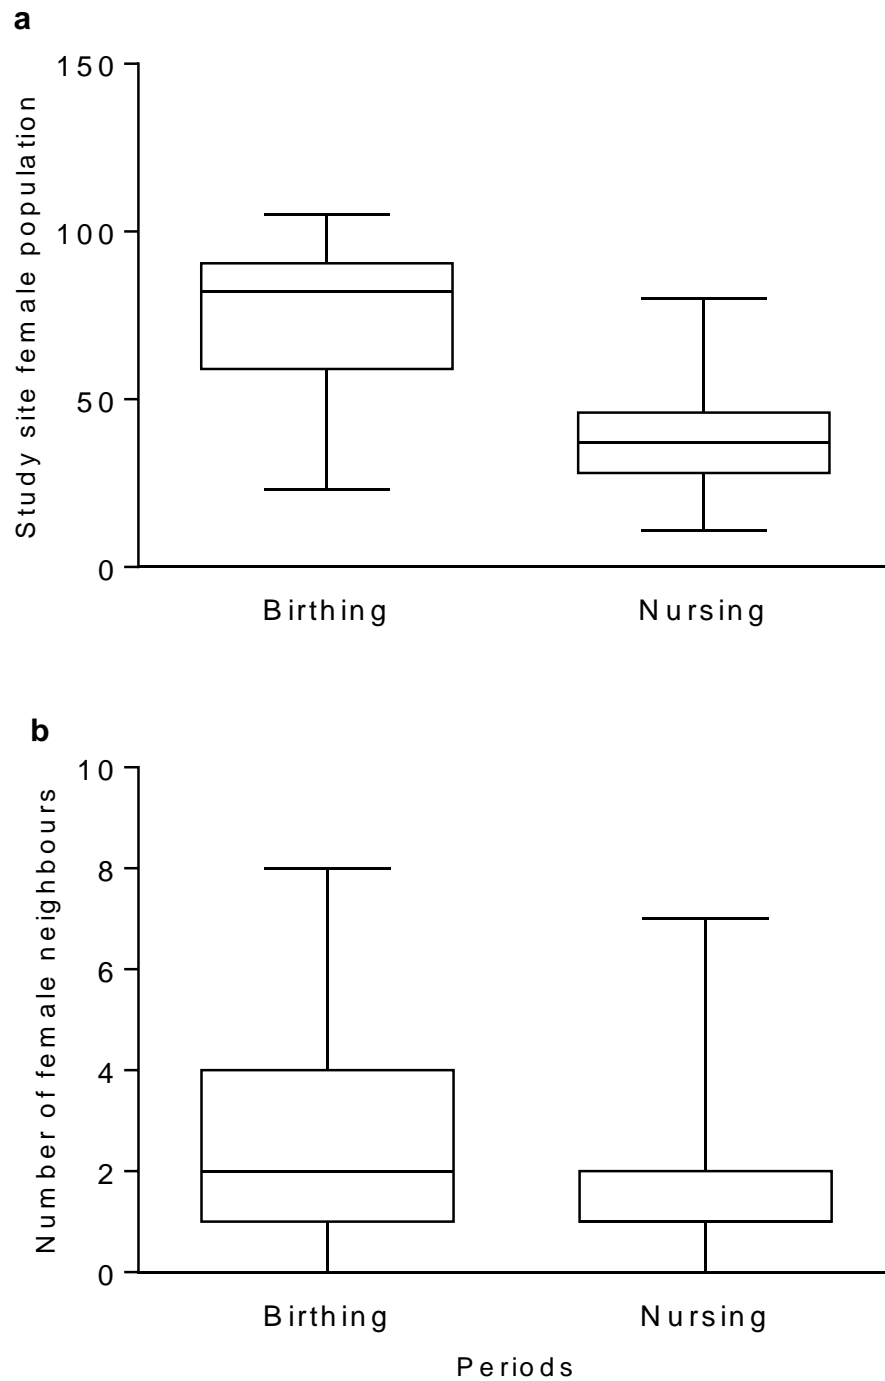 a
Study site female population
150
100
50
0
Birthing Nursing
b
Number of female neighbours
10
8
6
4
2
0
Birthing Nursing
Periods